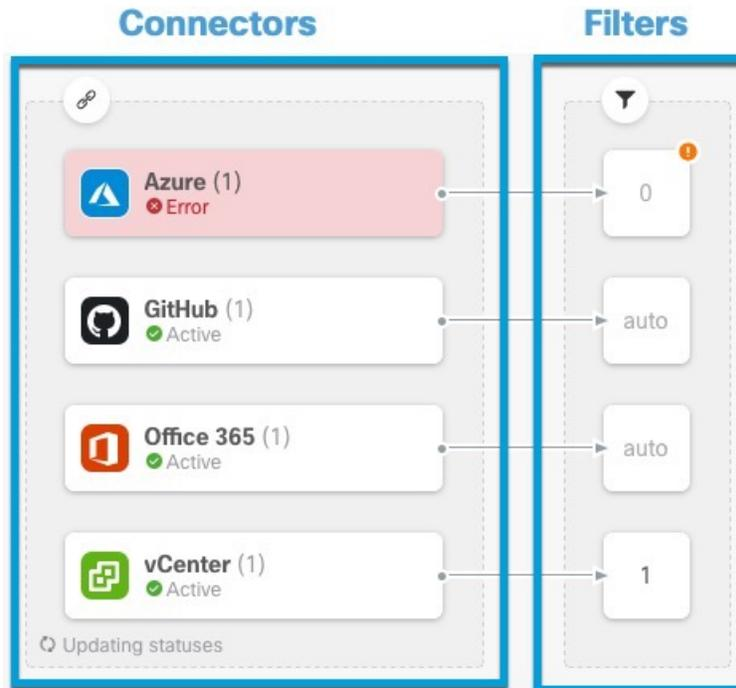 Connectors
Filters
Azure (1)
Error
0
GitHub (1)
Active
auto
Office 365 (1)
Active
auto
vCenter (1)
Active
1
Updating statuses